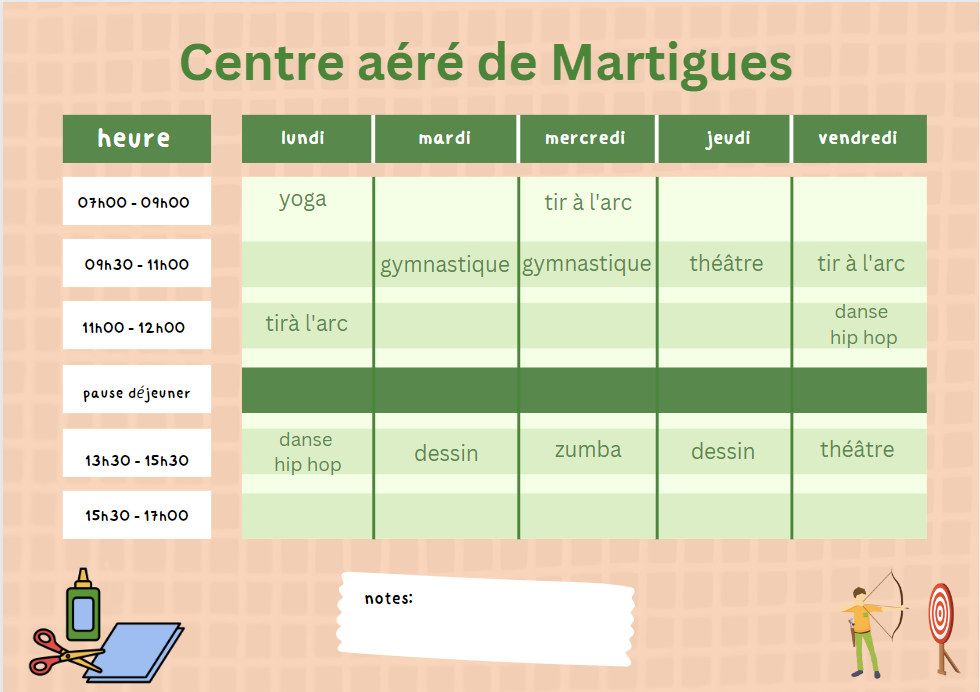 Centre aéré de Martigues
heure lundi mardi mercredi jeudi vendredi
07h00 - 09h00 yoga tir à l'arc
09h30 - 11h00 gymnastique gymnastique théâtre tir à l'arc
11h00 - 12h00 tirà l'arc danse
hip hop
pause déjeuner
13h30 - 15h30 danse
hip hop dessin zumba dessin théâtre
15h30 - 17h00
notes: